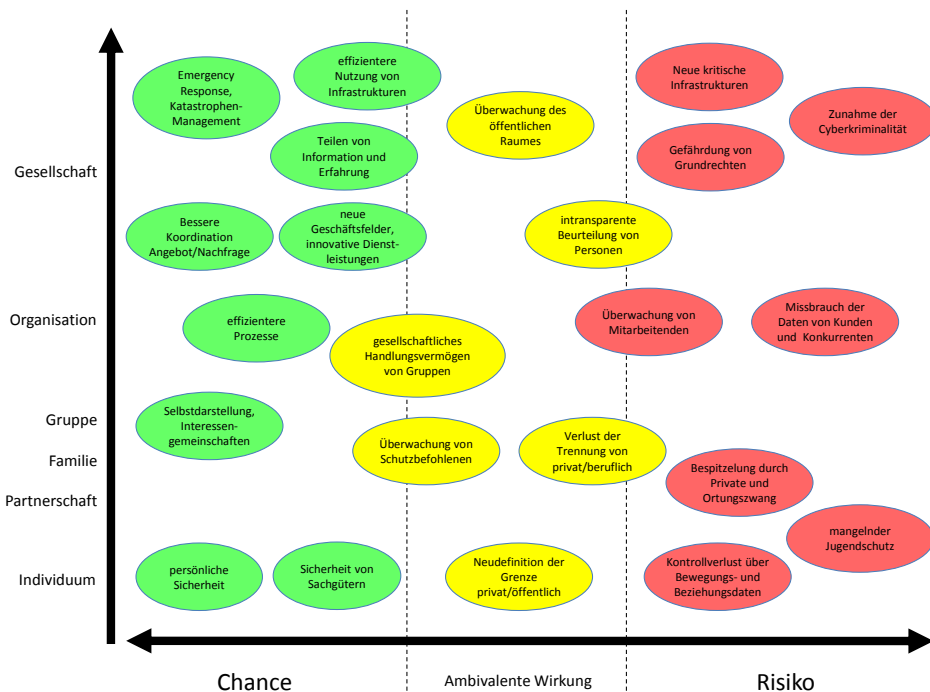 Emergency
Response,
Katastrophen-
Management
effizientere
Nutzung von
Infrastrukturen
Überwachung des
öffentlichen
Raumes
Neue kritische
Infrastrukturen
Zunahme der
Cyberkriminalität
Teilen von
Information und
Erfahrung
Gefährdung von
Grundrechten
Gesellschaft
Bessere
Koordination
Angebot/Nachfrage
neue
Geschäftsfelder,
innovative Dienst-
leistungen
intransparente
Beurteilung von
Personen
Organisation
effizientere
Prozesse
gesellschaftliches
Handlungsvermögen
von Gruppen
Überwachung von
Mitarbeitenden
Missbrauch der
Daten von Kunden
und Konkurrenten
Gruppe
Selbstdarstellung,
Interessen-
gemeinschaften
Familie
Überwachung von
Schutzbefohlenen
Verlust der
Trennung von
privat/beruflich
Bespitzelung durch
Private und
Ortungszwang
Partnerschaft
mangelnder
Jugendschutz
Individuum
persönliche
Sicherheit
Sicherheit von
Sachgütern
Neudefinition der
Grenze
privat/öffentlich
Kontrollverlust über
Bewegungs- und
Beziehungsdaten
Chance
Ambivalente Wirkung
Risiko